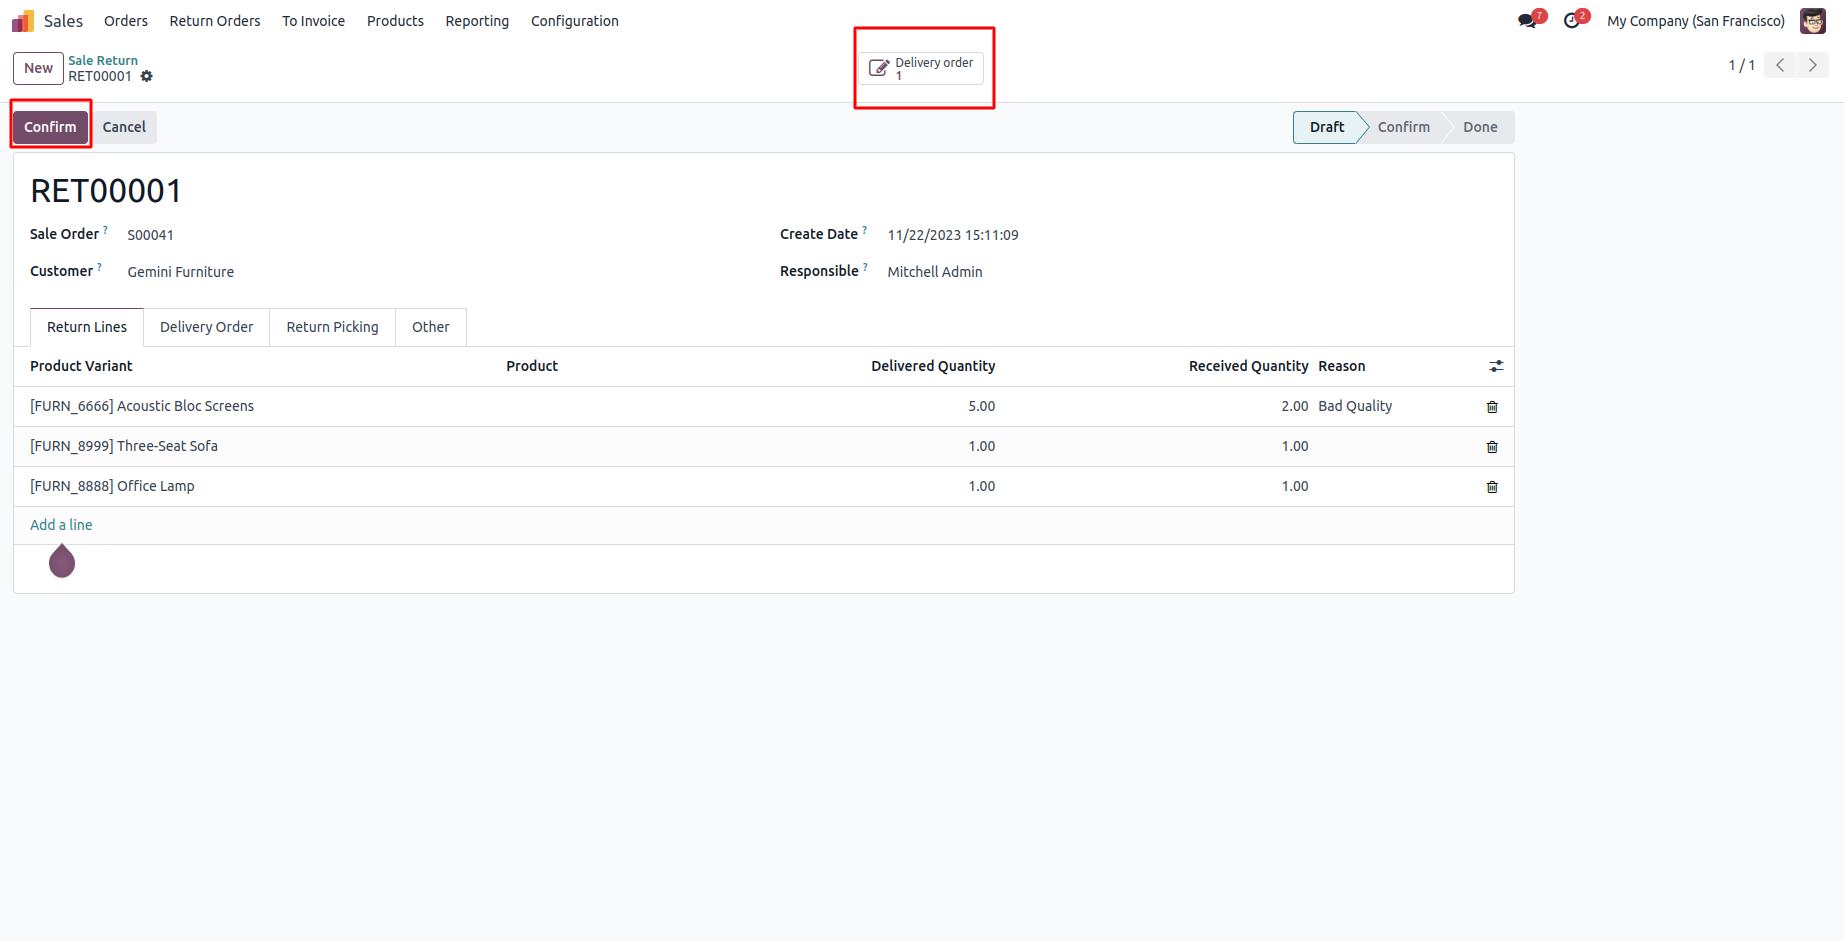 Sales Orders Return Orders To Invoice Products Reporting Configuration 7 2 My Company (San Francisco)
New Sale Return Delivery order 1 / 1
RET00001 1
Confirm Cancel Draft Confirm Done
RET00001
Sale Order ? S00041 Create Date ? 11/22/2023 15:11:09
Customer ? Gemini Furniture Responsible ? Mitchell Admin
Return Lines Delivery Order Return Picking Other
Product Variant Product Delivered Quantity Received Quantity Reason
[FURN_6666] Acoustic Bloc Screens 5.00 2.00 Bad Quality
[FURN_8999] Three-Seat Sofa 1.00 1.00
[FURN_8888] Office Lamp 1.00 1.00
Add a line